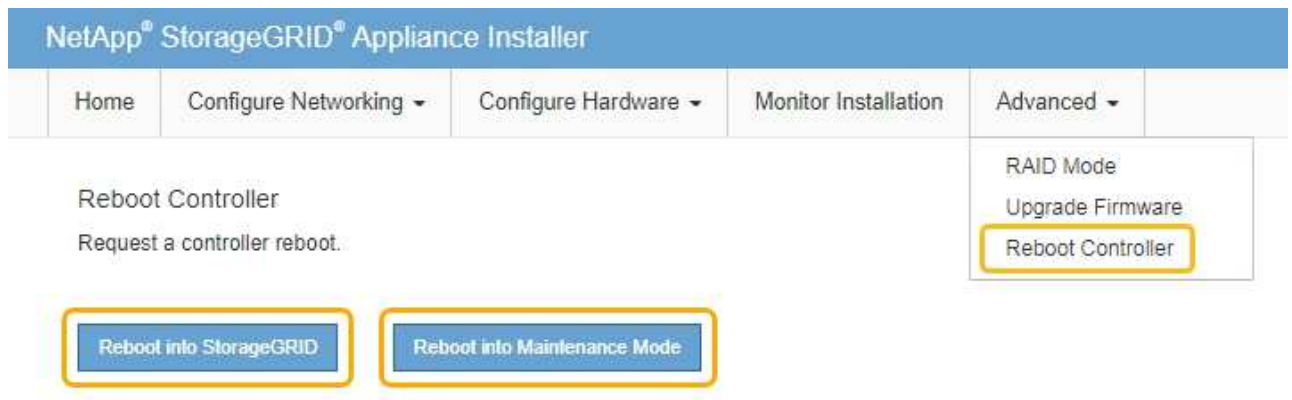 NetApp® StorageGRID® Appliance Installer
Home Configure Networking Configure Hardware Monitor Installation Advanced
RAID Mode
Upgrade Firmware
Reboot Controller
Reboot Controller
Request a controller reboot.
Reboot into StorageGRID Reboot into Maintenance Mode